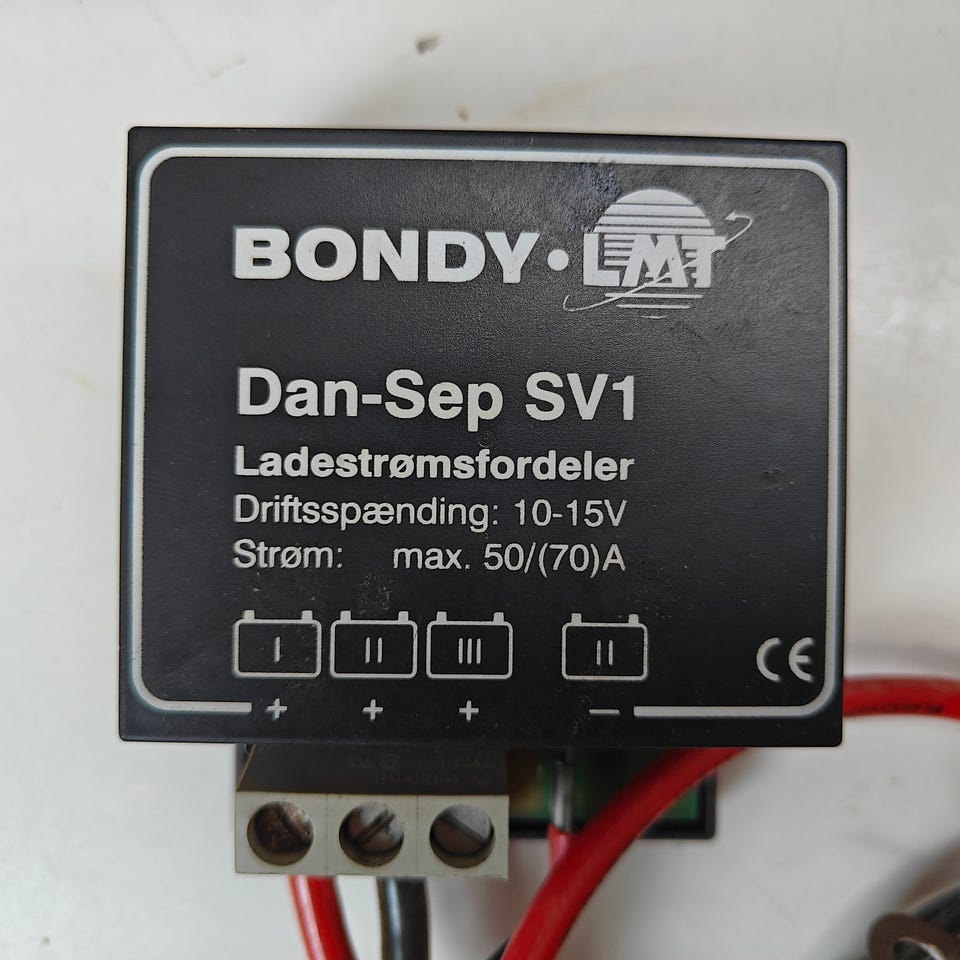 BONDY • LMT
Dan-Sep SV1
Ladestrømsfordeler
Driftsspænding: 10-15V
Strøm: max. 50/(70)A
I II III II
CE
+ + + −